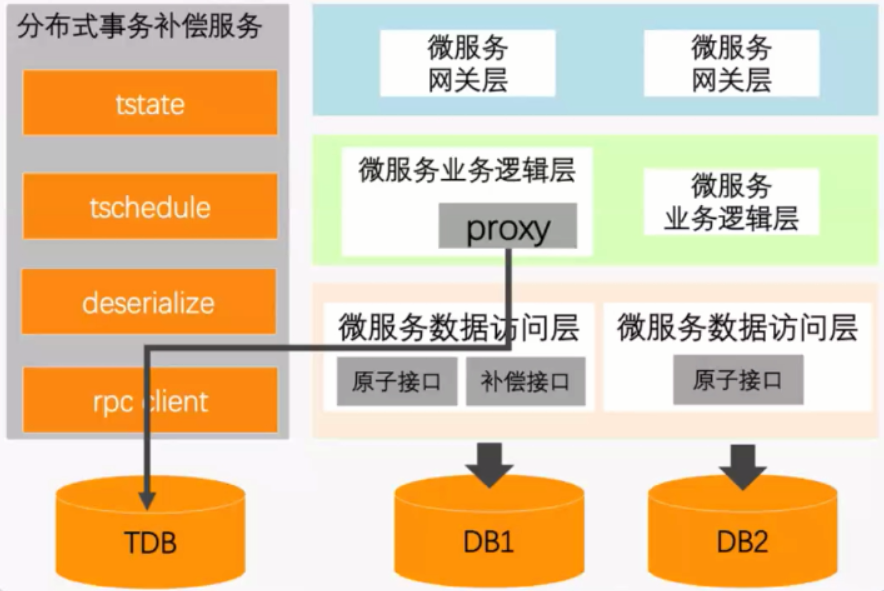 分布式事务补偿服务
tstate
tschedule
deserialize
rpc client
TDB
微服务
网关层
微服务
网关层
微服务业务逻辑层
proxy
微服务
业务逻辑层
微服务数据访问层
原子接口
补偿接口
微服务数据访问层
原子接口
DB1
DB2